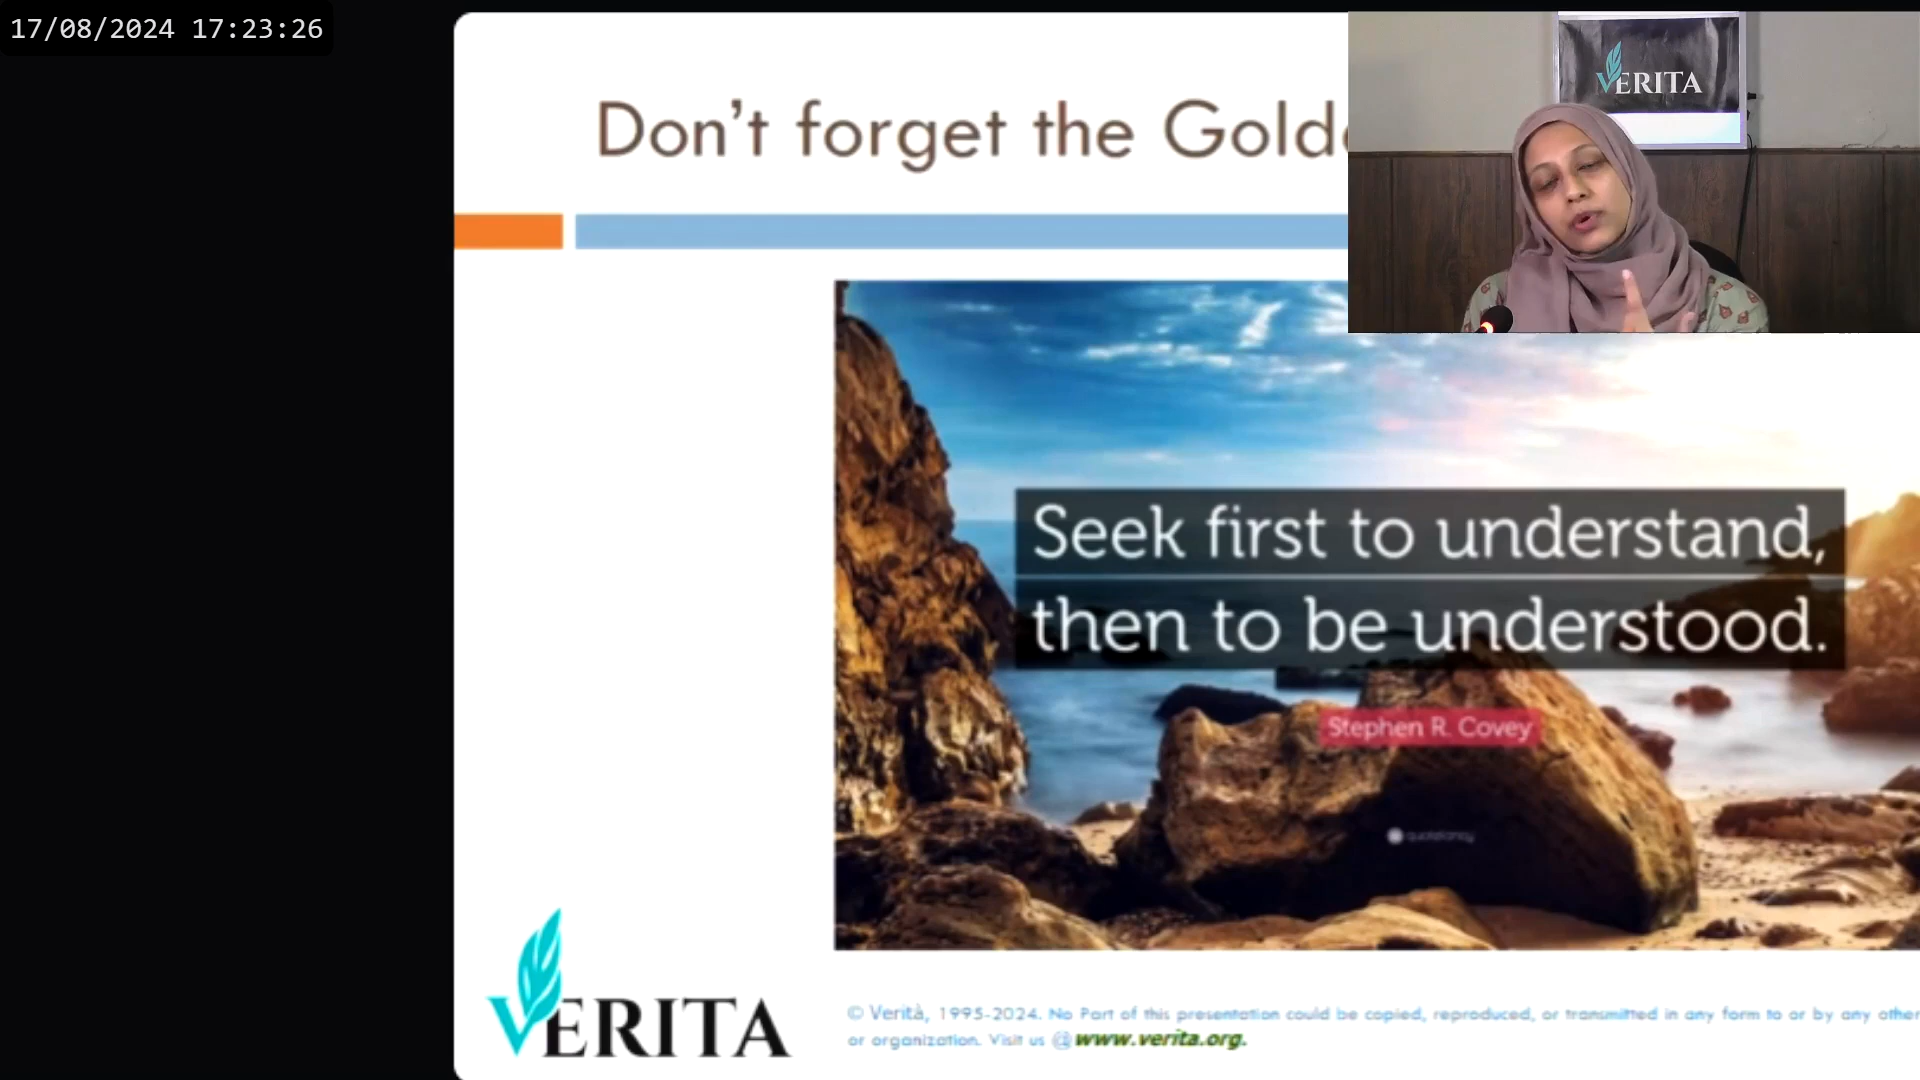 17/08/2024 17:23:26
Don't forget the Golde
VERITA
Seek first to understand,
then to be understood.
Stephen R. Covey
quotefancy
VERITA
© Verità, 1995-2024. No Part of this presentation could be copied, reproduced, or transmitted in any form to or by any other
or organization. Visit us @ www.verita.org.